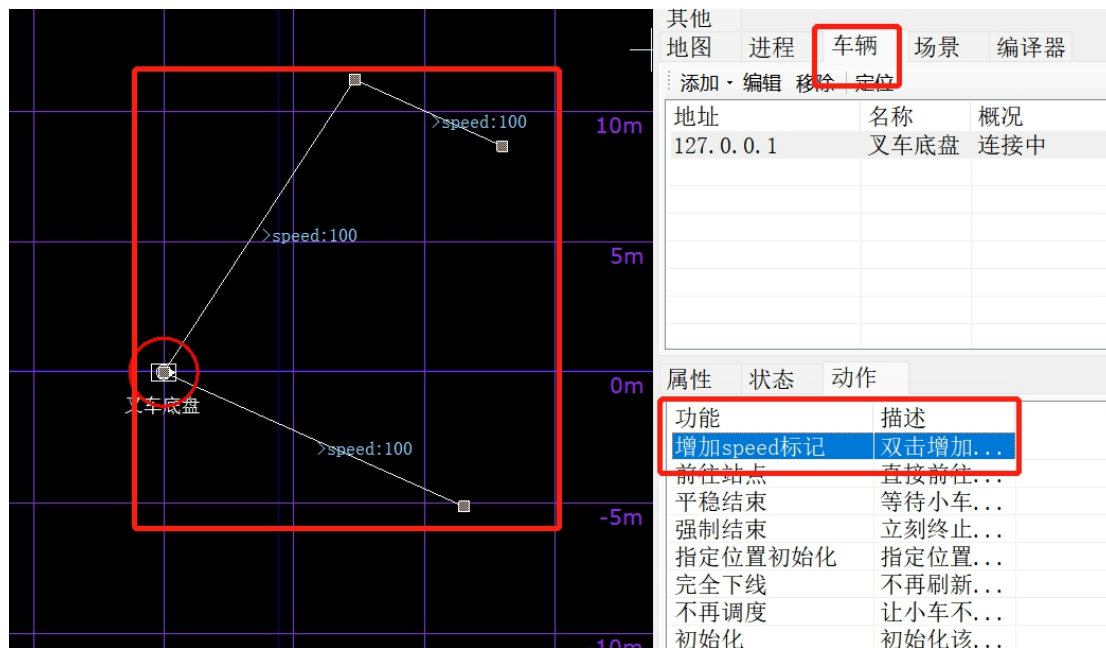 >speed:100
10m
>speed:100
5m
0m
叉车底盘
>speed:100
-5m
10m
其他
地图 进程 车辆 场景 编译器
添加 编辑 移除 定位
地址 名称 概况
127.0.0.1 叉车底盘 连接中
属性 状态 动作
功能 描述
增加speed标记 双击增加...
前往站点 直接前往...
平稳结束 等待小车...
强制结束 立刻终止...
指定位置初始化 指定位置...
完全下线 不再刷新...
不再调度 让小车不...
初始化 初始化该...